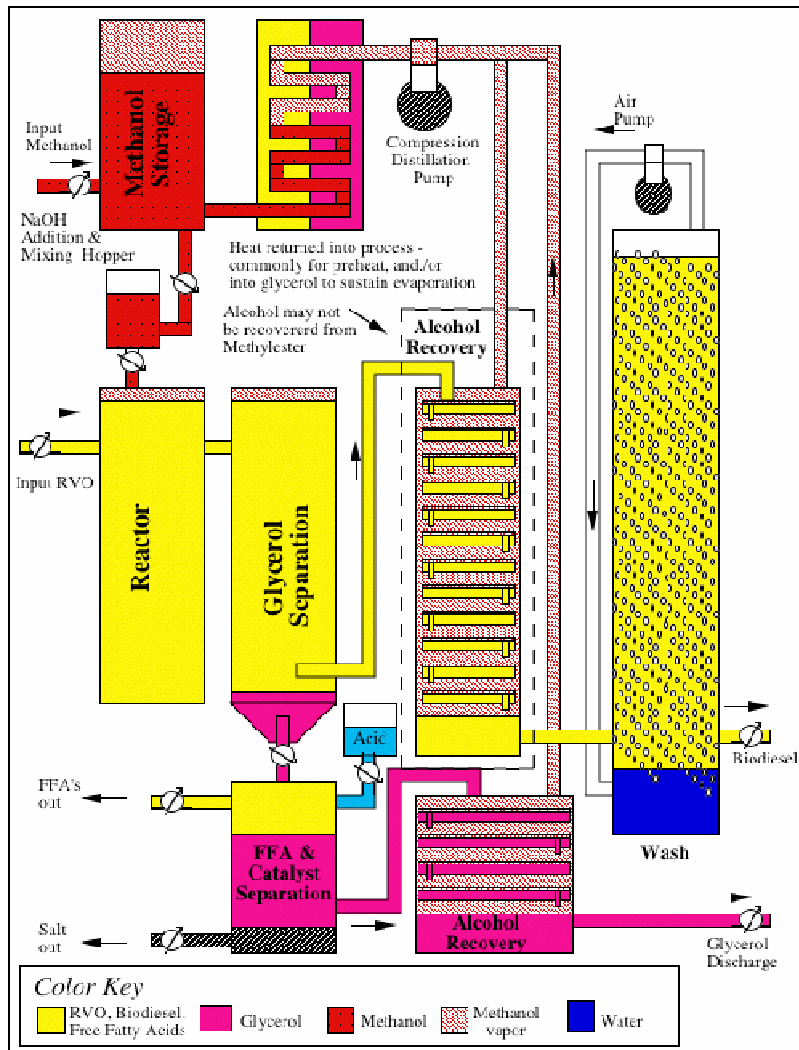 Methanol
Storage
Input
Methanol
NaOH
Addition &
Mixing Hopper
Compression
Distillation
Pump
Air
Pump
Heat returned into process -
commonly for preheat, and./or
into glycerol to sustain evaporation
Alcohol may not
be recovererd from
Methylester
Alcohol
Recovery
Input RVO
Reactor
Glycerol
Separation
Acid
Biodiesel
FFA's
out
FFA &
Catalyst
Separation
Wash
Salt
out
Alcohol
Recovery
Glycerol
Discharge
Color Key
RVO, Biodiesel,
Free Fatty Acids
Glycerol
Methanol
Methanol
vapor
Water